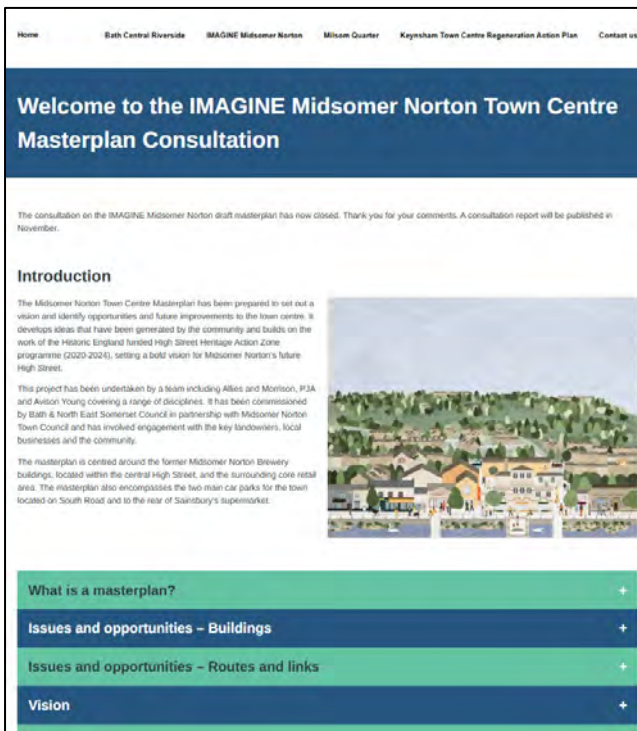 Home Bath Central Riverside IMAGINE Midsomer Norton Milsom Quarter Keynsham Town Centre Regeneration Action Plan Contact us
Welcome to the IMAGINE Midsomer Norton Town Centre
Masterplan Consultation
The consultation on the IMAGINE Midsomer Norton draft masterplan has now closed. Thank you for your comments. A consultation report will be published in
November.
Introduction
The Midsomer Norton Town Centre Masterplan has been prepared to set out a
vision and identify opportunities and future improvements to the town centre. It
develops ideas that have been generated by the community and builds on the
work of the Historic England funded High Street Heritage Action Zone
programme (2020-2024), setting a bold vision for Midsomer Norton's future
High Street.
This project has been undertaken by a team including Allies and Morrison, PJA
and Avison Young covering a range of disciplines. It has been commissioned
by Bath & North East Somerset Council in partnership with Midsomer Norton
Town Council and has involved engagement with the key landowners, local
businesses and the community.
The masterplan is centred around the former Midsomer Norton Brewery
buildings, located within the central High Street, and the surrounding core retail
area. The masterplan also encompasses the two main car parks for the town
located on South Road and to the rear of Sainsbury's supermarket.
What is a masterplan? +
Issues and opportunities – Buildings +
Issues and opportunities – Routes and links +
Vision +